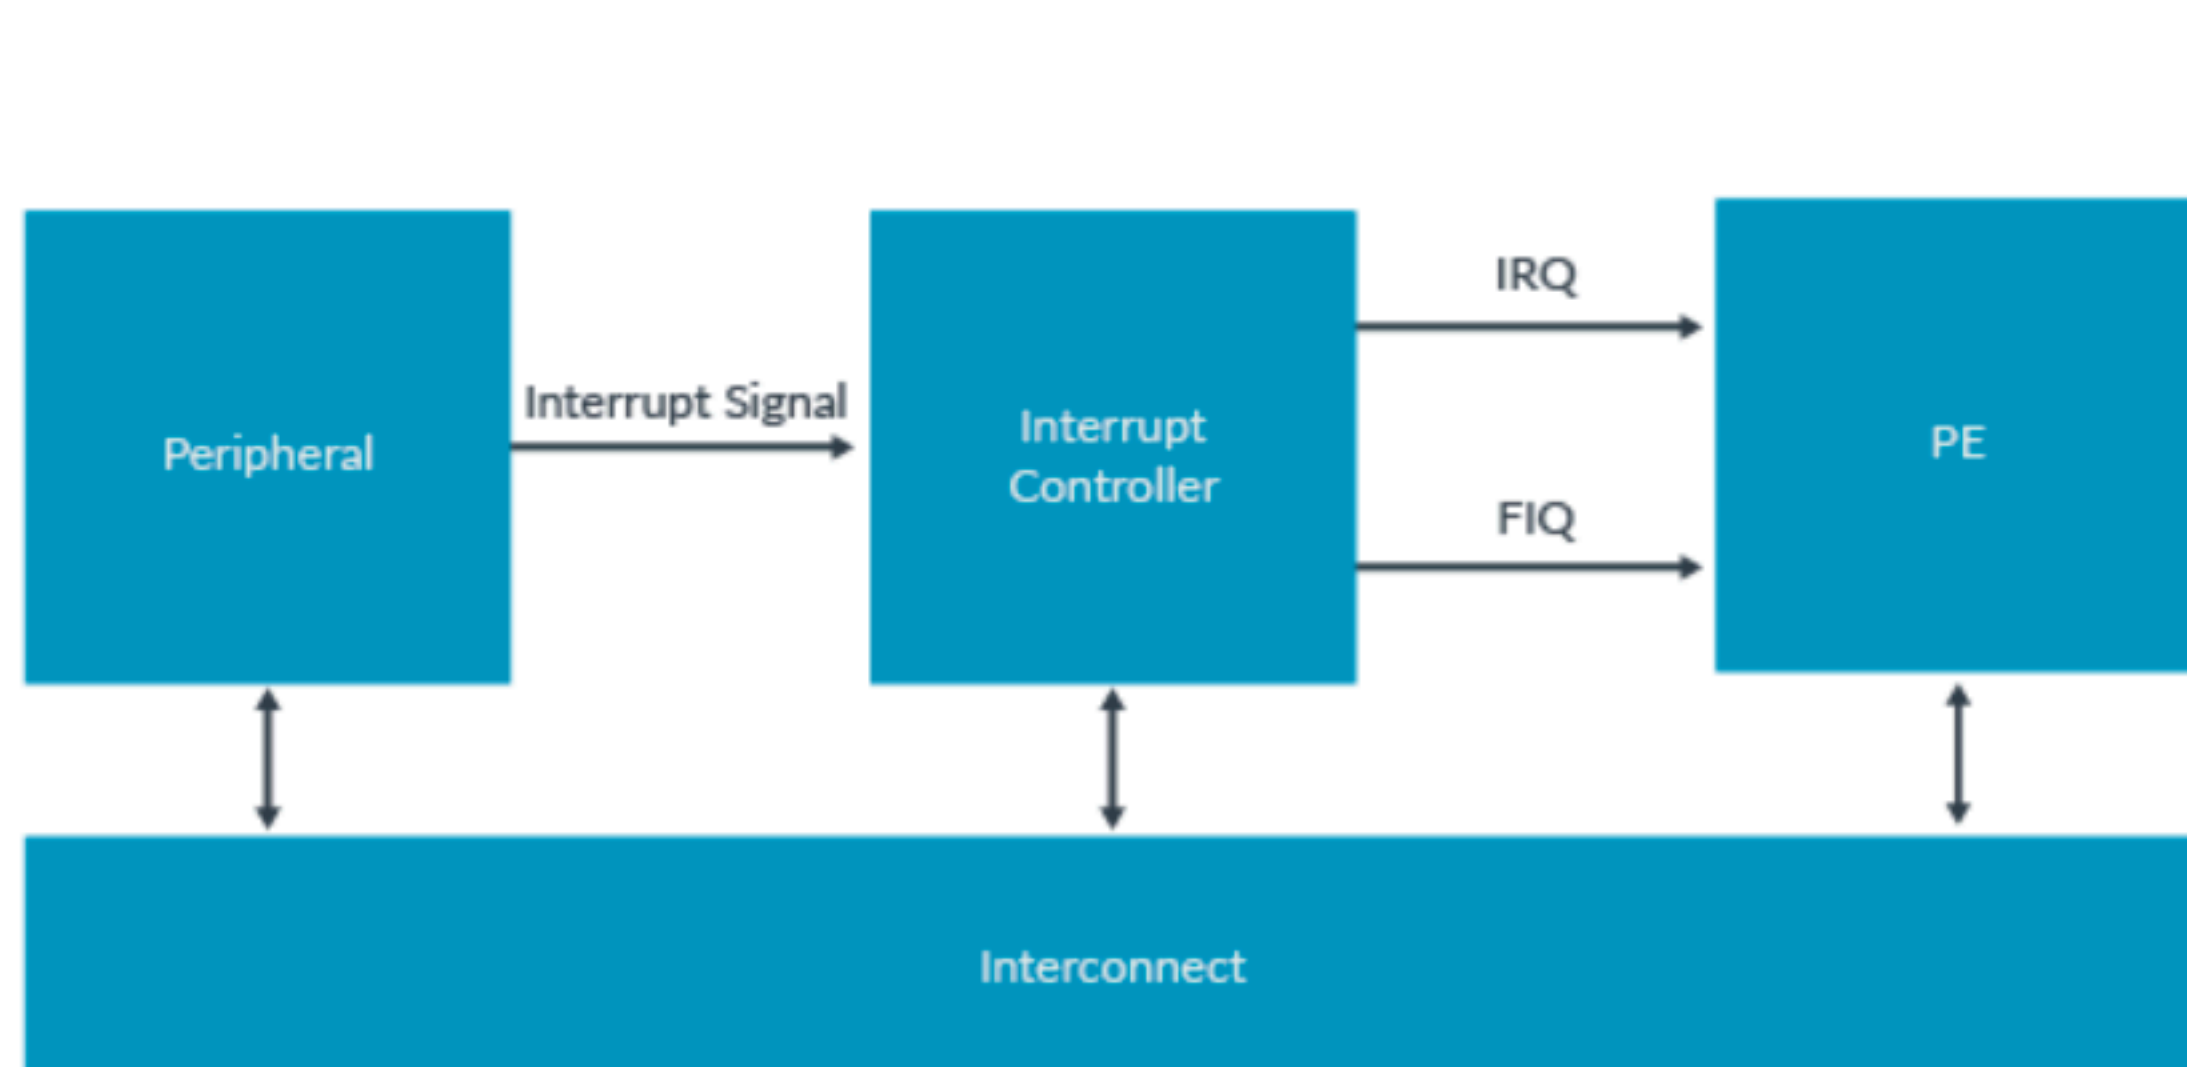 IRQ
Interrupt Signal
Peripheral
Interrupt
Controller
PE
FIQ
Interconnect